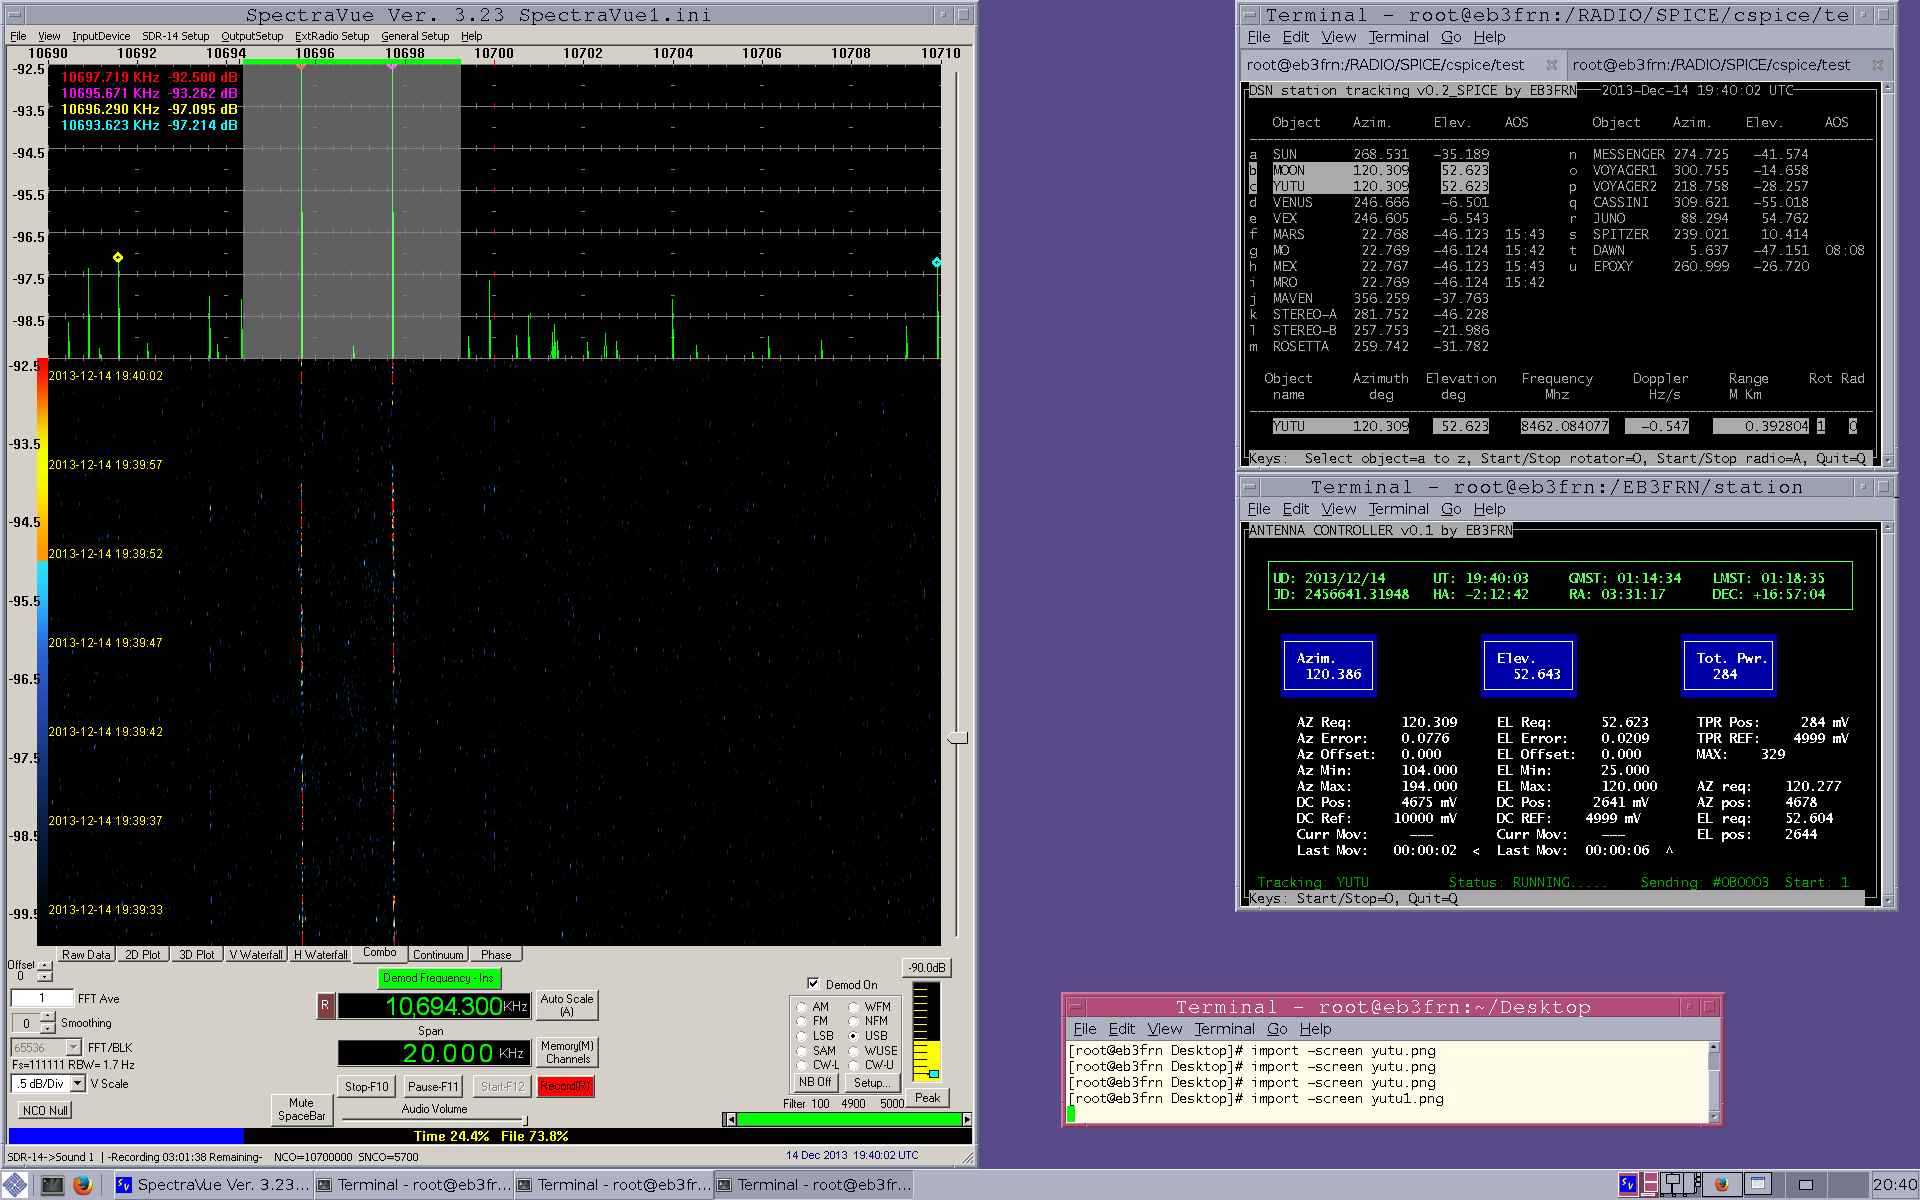 SpectraVue Ver. 3.23 SpectraVue1.ini
File View InputDevice SDR-14 Setup OutputSetup ExtRadio Setup General Setup Help
10690 10692 10694 10696 10698 10700 10702 10704 10706 10708 10710
-92.5
10697.719 KHz -92.500 dB
10695.671 KHz -93.262 dB
-93.5
10696.290 KHz -97.095 dB
10693.623 KHz -97.214 dB
-94.5
-95.5
-96.5
-97.5
-98.5
-92.5
2013-12-14 19:40:02
-93.5
2013-12-14 19:39:57
-94.5
2013-12-14 19:39:52
-95.5
2013-12-14 19:39:47
-96.5
2013-12-14 19:39:42
-97.5
2013-12-14 19:39:37
-98.5
2013-12-14 19:39:33
-99.5
Raw Data 2D Plot 3D Plot V Waterfall H Waterfall Combo Continuum Phase
Offset
0
Demod Frequency - Ins
-90.0dB
Demod On
1 FFT Ave
R 10,694.300 KHz
Auto Scale
(A)
0 Smoothing
Span
65536 FFT/BLK
20.000 KHz
Memory(M)
Channels
Fs=111111 RBW= 1.7 Hz
.5 dB/Div V Scale
AM WFM
FM NFM
LSB USB
SAM WUSE
CW-L CW-U
Stop-F10 Pause-F11 Start-F12 Record(R)
NB Off Setup...
NCO Null
Mute
SpaceBar
Audio Volume
Filter 100 4900 5000
Peak
Time 24.4% File 73.8%
SDR-14->Sound 1 |-Recording 03:01:38 Remaining- NCO=10700000 SNCO=5700 14 Dec 2013 19:40:02 UTC
Terminal - root@eb3frn:/RADIO/SPICE/cspice/te
File Edit View Terminal Go Help
root@eb3frn:/RADIO/SPICE/cspice/test root@eb3frn:/RADIO/SPICE/cspice/test
DSN station tracking v0.2_SPICE by EB3FRN 2013-Dec-14 19:40:02 UTC
Object Azim. Elev. AOS Object Azim. Elev. AOS
a SUN 268.531 -35.189 n MESSENGER 274.725 -41.574
b MOON 120.309 52.623 o VOYAGER1 300.755 -14.658
c YUTU 120.309 52.623 p VOYAGER2 218.758 -28.257
d VENUS 246.666 -6.501 q CASSINI 309.621 -55.018
e VEX 246.605 -6.543 r JUNO 88.294 54.762
f MARS 22.768 -46.123 15:43 s SPITZER 239.021 10.414
g MO 22.769 -46.124 15:42 t DAWN 5.637 -47.151 08:08
h MEX 22.767 -46.123 15:43 u EPOXY 260.999 -26.720
i MRO 22.769 -46.124 15:42
j MAVEN 356.259 -37.763
k STEREO-A 281.752 -46.228
l STEREO-B 257.753 -21.986
m ROSETTA 259.742 -31.782
Object Azimuth Elevation Frequency Doppler Range Rot Rad
name deg deg Mhz Hz/s M Km
YUTU 120.309 52.623 8462.084077 -0.547 0.392804 1 0
Keys: Select object=a to z, Start/Stop rotator=O, Start/Stop radio=A, Quit=Q
Terminal - root@eb3frn:/EB3FRN/station
File Edit View Terminal Go Help
ANTENNA CONTROLLER v0.1 by EB3FRN
UD: 2013/12/14 UT: 19:40:03 GMST: 01:14:34 LMST: 01:18:35
JD: 2456641.31948 HA: -2:12:42 RA: 03:31:17 DEC: +16:57:04
Azim. Elev. Tot. Pwr.
120.386 52.643 284
AZ Req: 120.309 EL Req: 52.623 TPR Pos: 284 mV
Az Error: 0.0776 EL Error: 0.0209 TPR REF: 4999 mV
Az Offset: 0.000 EL Offset: 0.000 MAX: 329
Az Min: 104.000 EL Min: 25.000
Az Max: 194.000 EL Max: 120.000 AZ req: 120.277
DC Pos: 4675 mV DC Pos: 2641 mV AZ pos: 4678
DC Ref: 10000 mV DC REF: 4999 mV EL req: 52.604
Curr Mov: --- Curr Mov: --- EL pos: 2644
Last Mov: 00:00:02 < Last Mov: 00:00:06 ^
Tracking: YUTU Status: RUNNING..... Sending: #0B0003 Start: 1
Keys: Start/Stop=O, Quit=Q
Terminal - root@eb3frn:~/Desktop
File Edit View Terminal Go Help
[root@eb3frn Desktop]# import -screen yutu.png
[root@eb3frn Desktop]# import -screen yutu.png
[root@eb3frn Desktop]# import -screen yutu.png
[root@eb3frn Desktop]# import -screen yutu1.png
SpectraVue Ver. 3.23... Terminal - root@eb3fr... Terminal - root@eb3fr... Terminal - root@eb3fr... 20:40